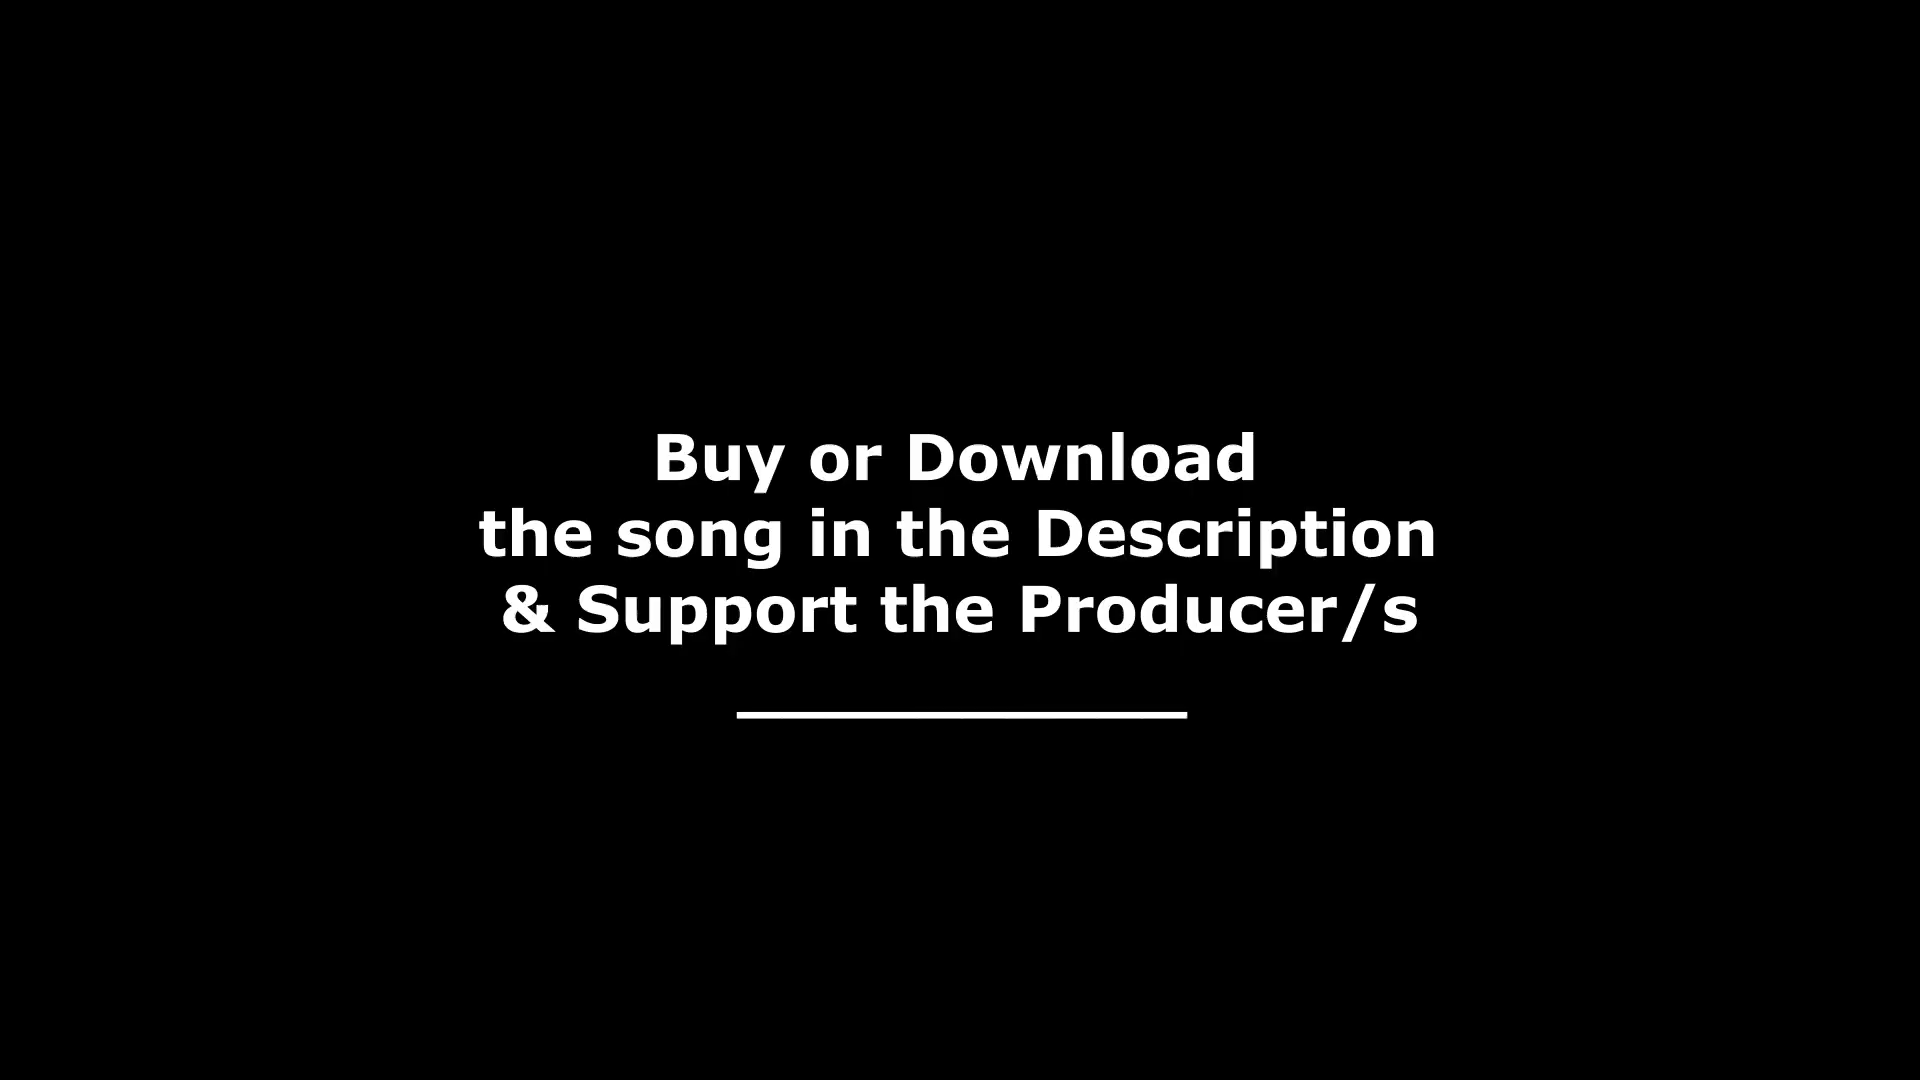 Buy or Download
the song in the Description
& Support the Producer/s